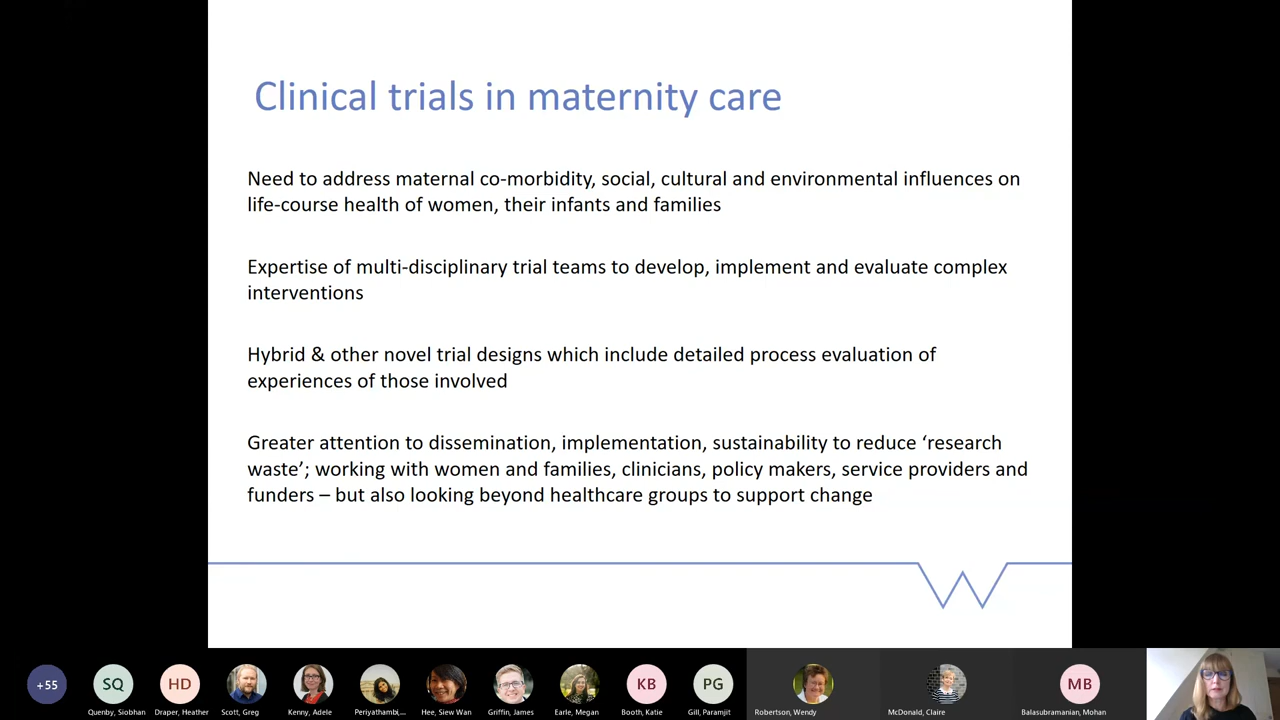 Clinical trials in maternity care
Need to address maternal co-morbidity, social, cultural and environmental influences on
life-course health of women, their infants and families
Expertise of multi-disciplinary trial teams to develop, implement and evaluate complex
interventions
Hybrid & other novel trial designs which include detailed process evaluation of
experiences of those involved
Greater attention to dissemination, implementation, sustainability to reduce ‘research
waste’; working with women and families, clinicians, policy makers, service providers and
funders – but also looking beyond healthcare groups to support change
+55 SQ HD KB PG MB
Quenby, Siobhan Draper, Heather Scott, Greg Kenny, Adele Periyathambi,... Hee, Siew Wan Griffin, James Earle, Megan Booth, Katie Gill, Paramjit Robertson, Wendy McDonald, Claire Balasubramanian, Mohan